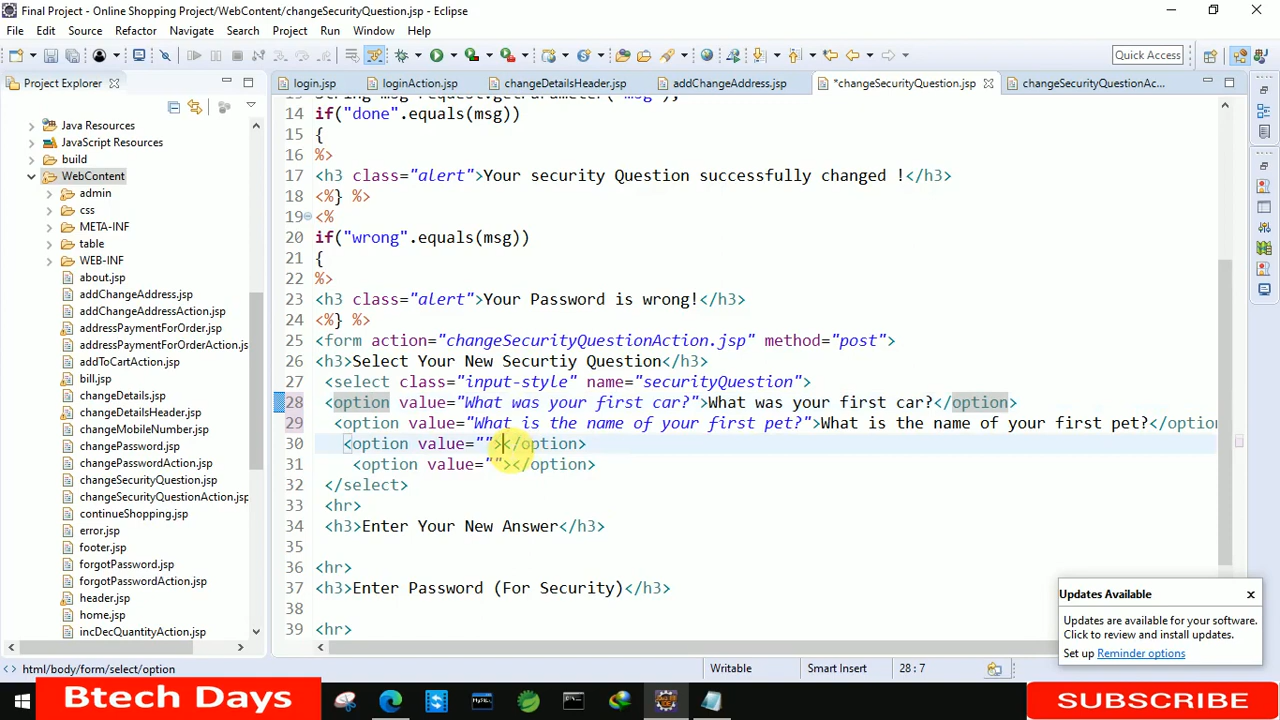 Final Project - Online Shopping Project/WebContent/changeSecurityQuestion.jsp - Eclipse
File Edit Source Refactor Navigate Search Project Run Window Help
Quick Access
Project Explorer
login.jsp loginAction.jsp changeDetailsHeader.jsp addChangeAddress.jsp *changeSecurityQuestion.jsp changeSecurityQuestionAc...
Java Resources
JavaScript Resources
build
WebContent
admin
css
META-INF
table
WEB-INF
about.jsp
addChangeAddress.jsp
addChangeAddressAction.jsp
addressPaymentForOrder.jsp
addressPaymentForOrderAction.js
addToCartAction.jsp
bill.jsp
changeDetails.jsp
changeDetailsHeader.jsp
changeMobileNumber.jsp
changePassword.jsp
changeSecurityQuestion.jsp
changeSecurityQuestionAction.jsp
continueShopping.jsp
error.jsp
footer.jsp
forgotPassword.jsp
forgotPasswordAction.jsp
header.jsp
home.jsp
incDecQuantityAction.jsp
13 String msg=request.getParameter("msg");
14 if("done".equals(msg))
15 {
16 %>
17 <h3 class="alert">Your security Question successfully changed !</h3>
18 <%} %>
19 <%
20 if("wrong".equals(msg))
21 {
22 %>
23 <h3 class="alert">Your Password is wrong!</h3>
24 <%} %>
25 <form action="changeSecurityQuestionAction.jsp" method="post">
26 <h3>Select Your New Securtiy Question</h3>
27 <select class="input-style" name="securityQuestion">
28 <option value="What was your first car?">What was your first car?</option>
29 <option value="What is the name of your first pet?">What is the name of your first pet?</option
30 <option value=""></option>
31 <option value=""></option>
32 </select>
33 <hr>
34 <h3>Enter Your New Answer</h3>
35
36 <hr>
37 <h3>Enter Password (For Security)</h3>
38
39 <hr>
Updates Available
Updates are available for your software.
Click to review and install updates.
Set up Reminder options
html/body/form/select/option
Writable Smart Insert 28 : 7
Btech Days
SUBSCRIBE